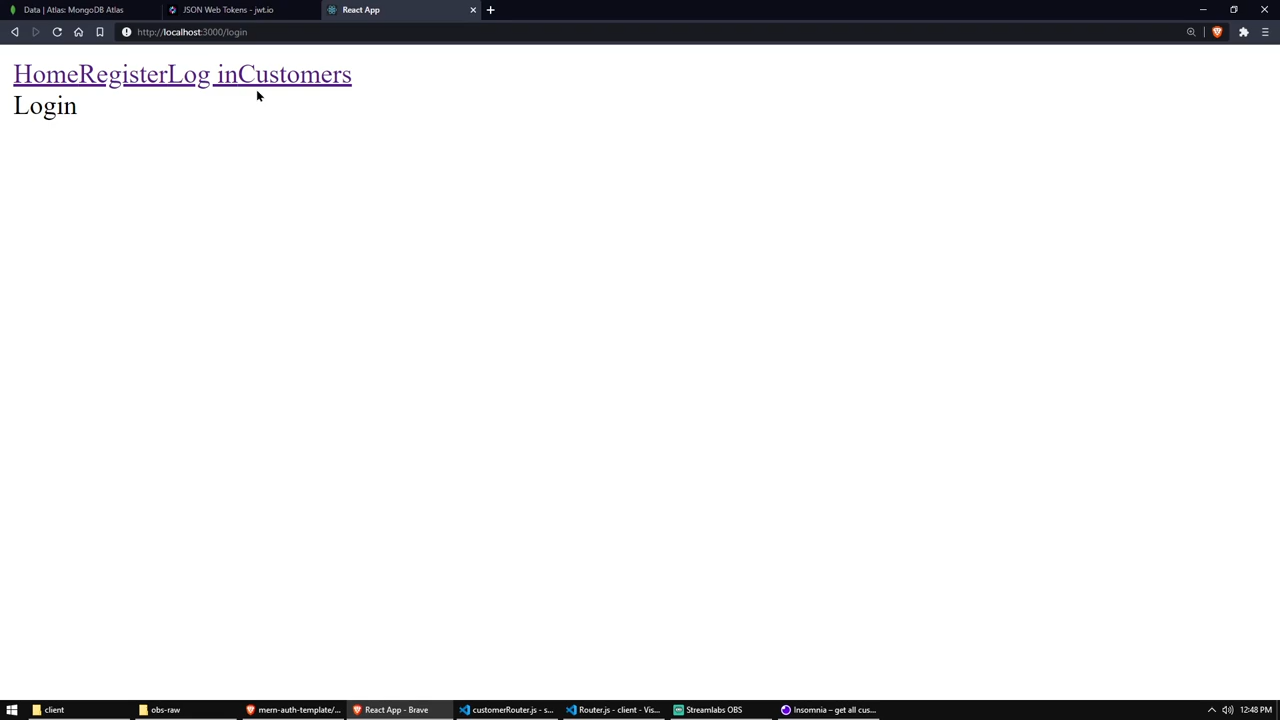 Data | Atlas: MongoDB Atlas
JSON Web Tokens - jwt.io
React App
http://localhost:3000/login
HomeRegisterLog inCustomers
Login
client
obs-raw
mern-auth-template/...
React App - Brave
customerRouter.js - s...
Router.js - client - Vis...
Streamlabs OBS
Insomnia – get all cus...
12:48 PM